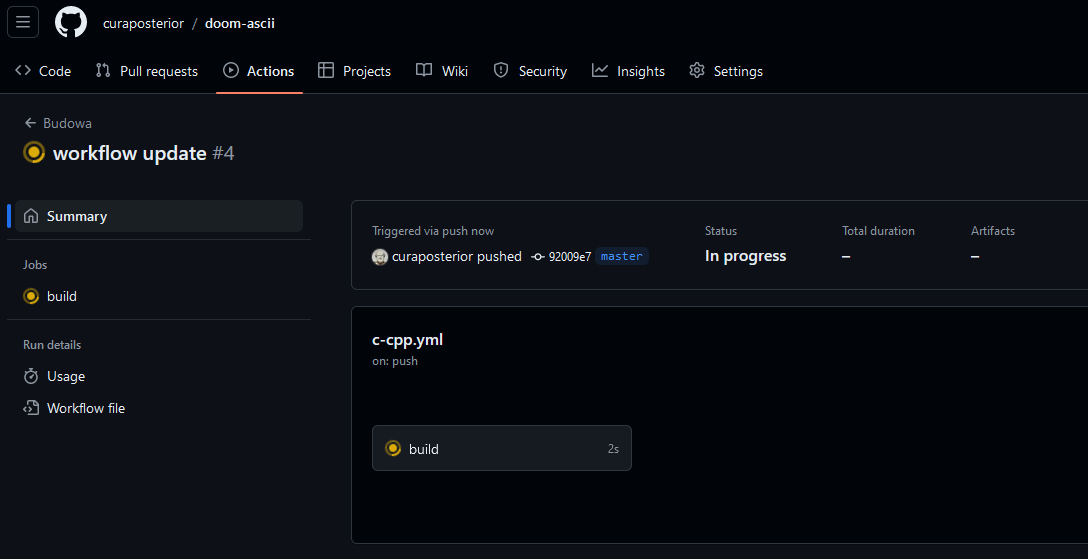 curaposterior / doom-ascii
Code Pull requests Actions Projects Wiki Security Insights Settings
Budowa
workflow update #4
Summary
Jobs
build
Run details
Usage
Workflow file
Triggered via push now
curaposterior pushed 92009e7 master
Status
In progress
Total duration
–
Artifacts
–
c-cpp.yml
on: push
build 2s